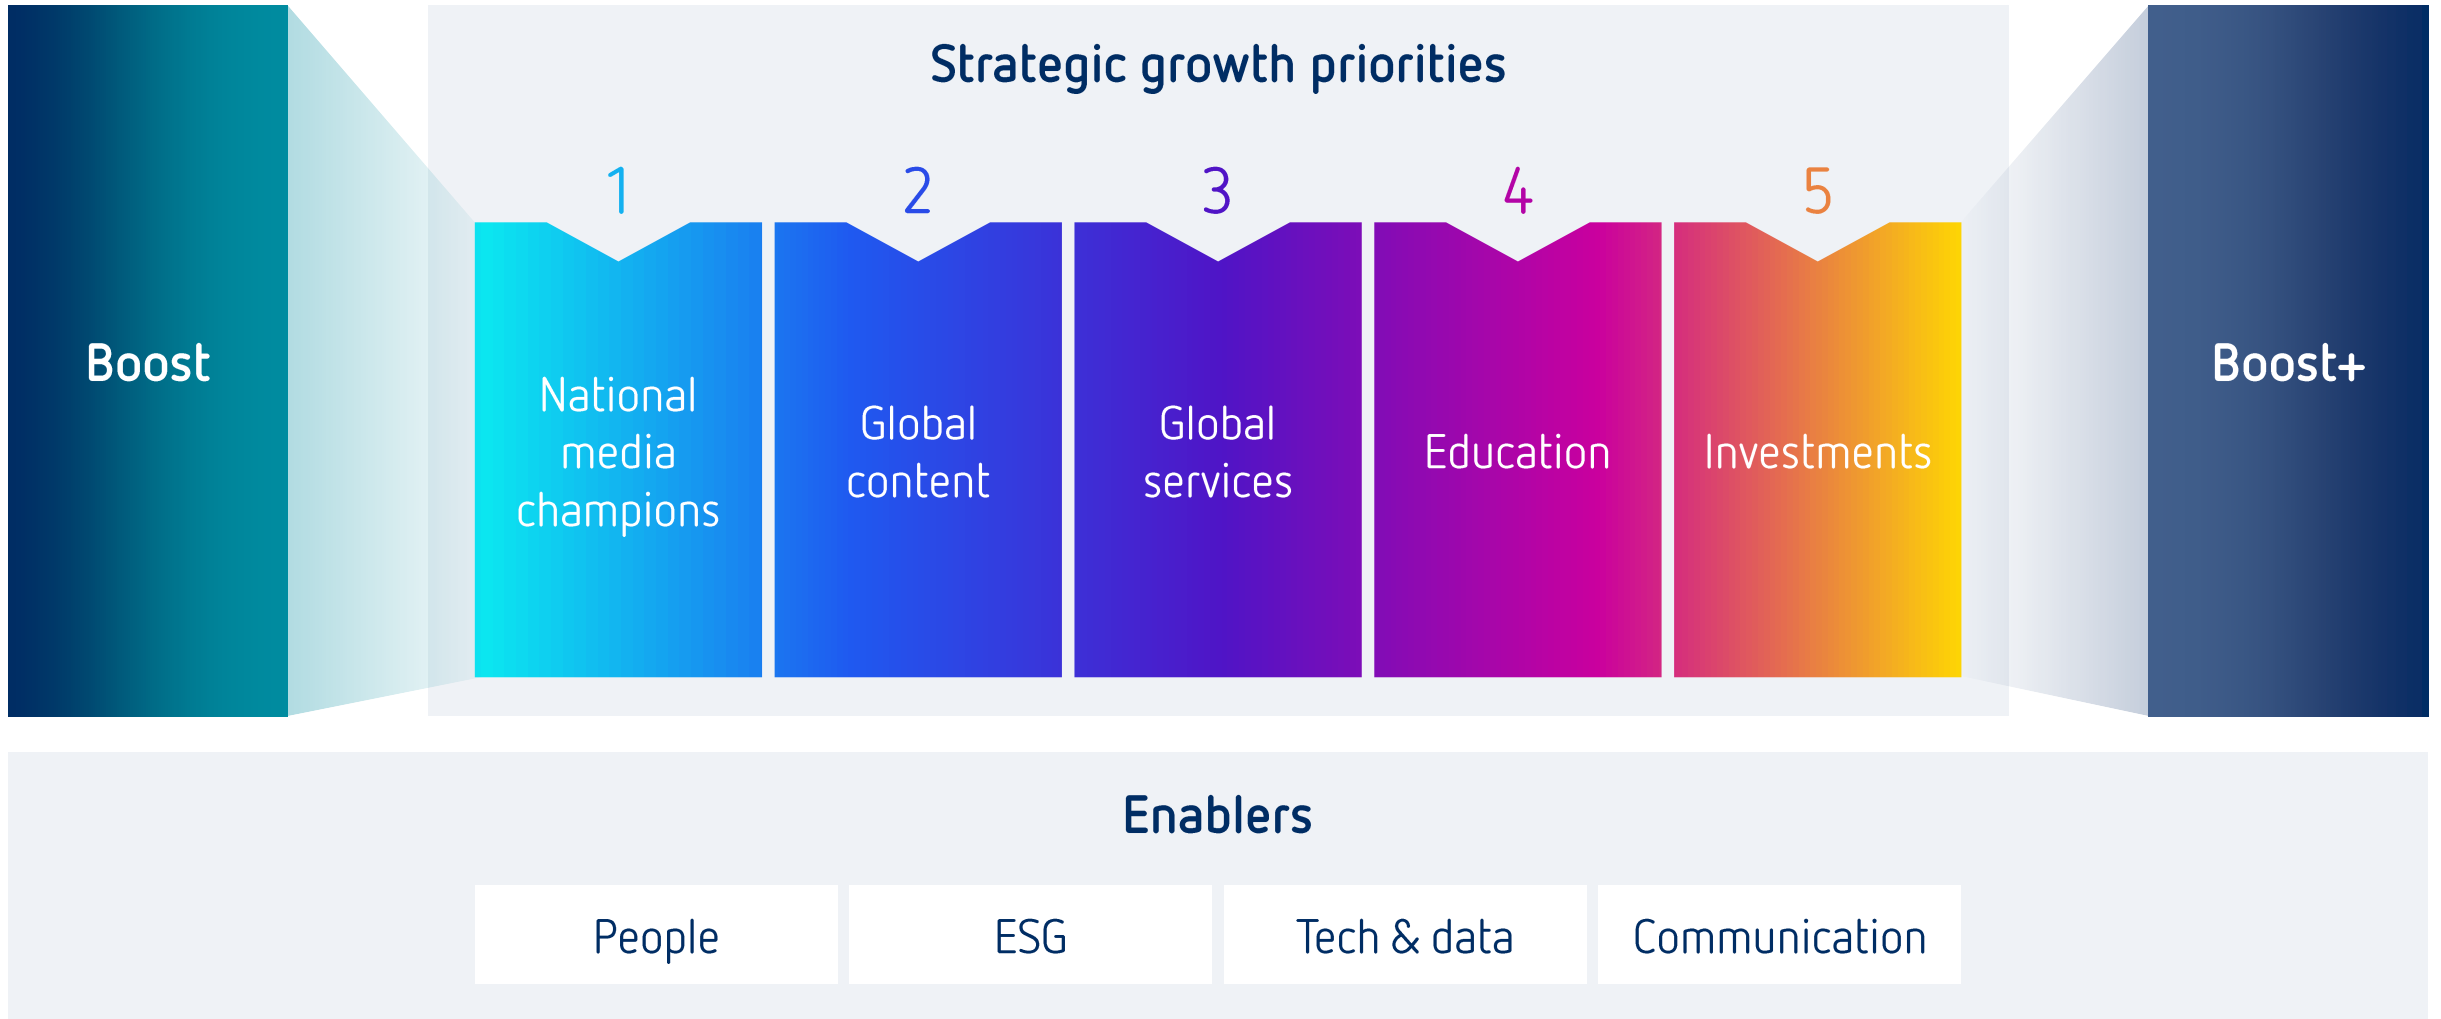 Strategic growth priorities
1
2
3
4
5
Boost
National
media
champions
Global
content
Global
services
Education
Investments
Boost+
Enablers
People
ESG
Tech & data
Communication